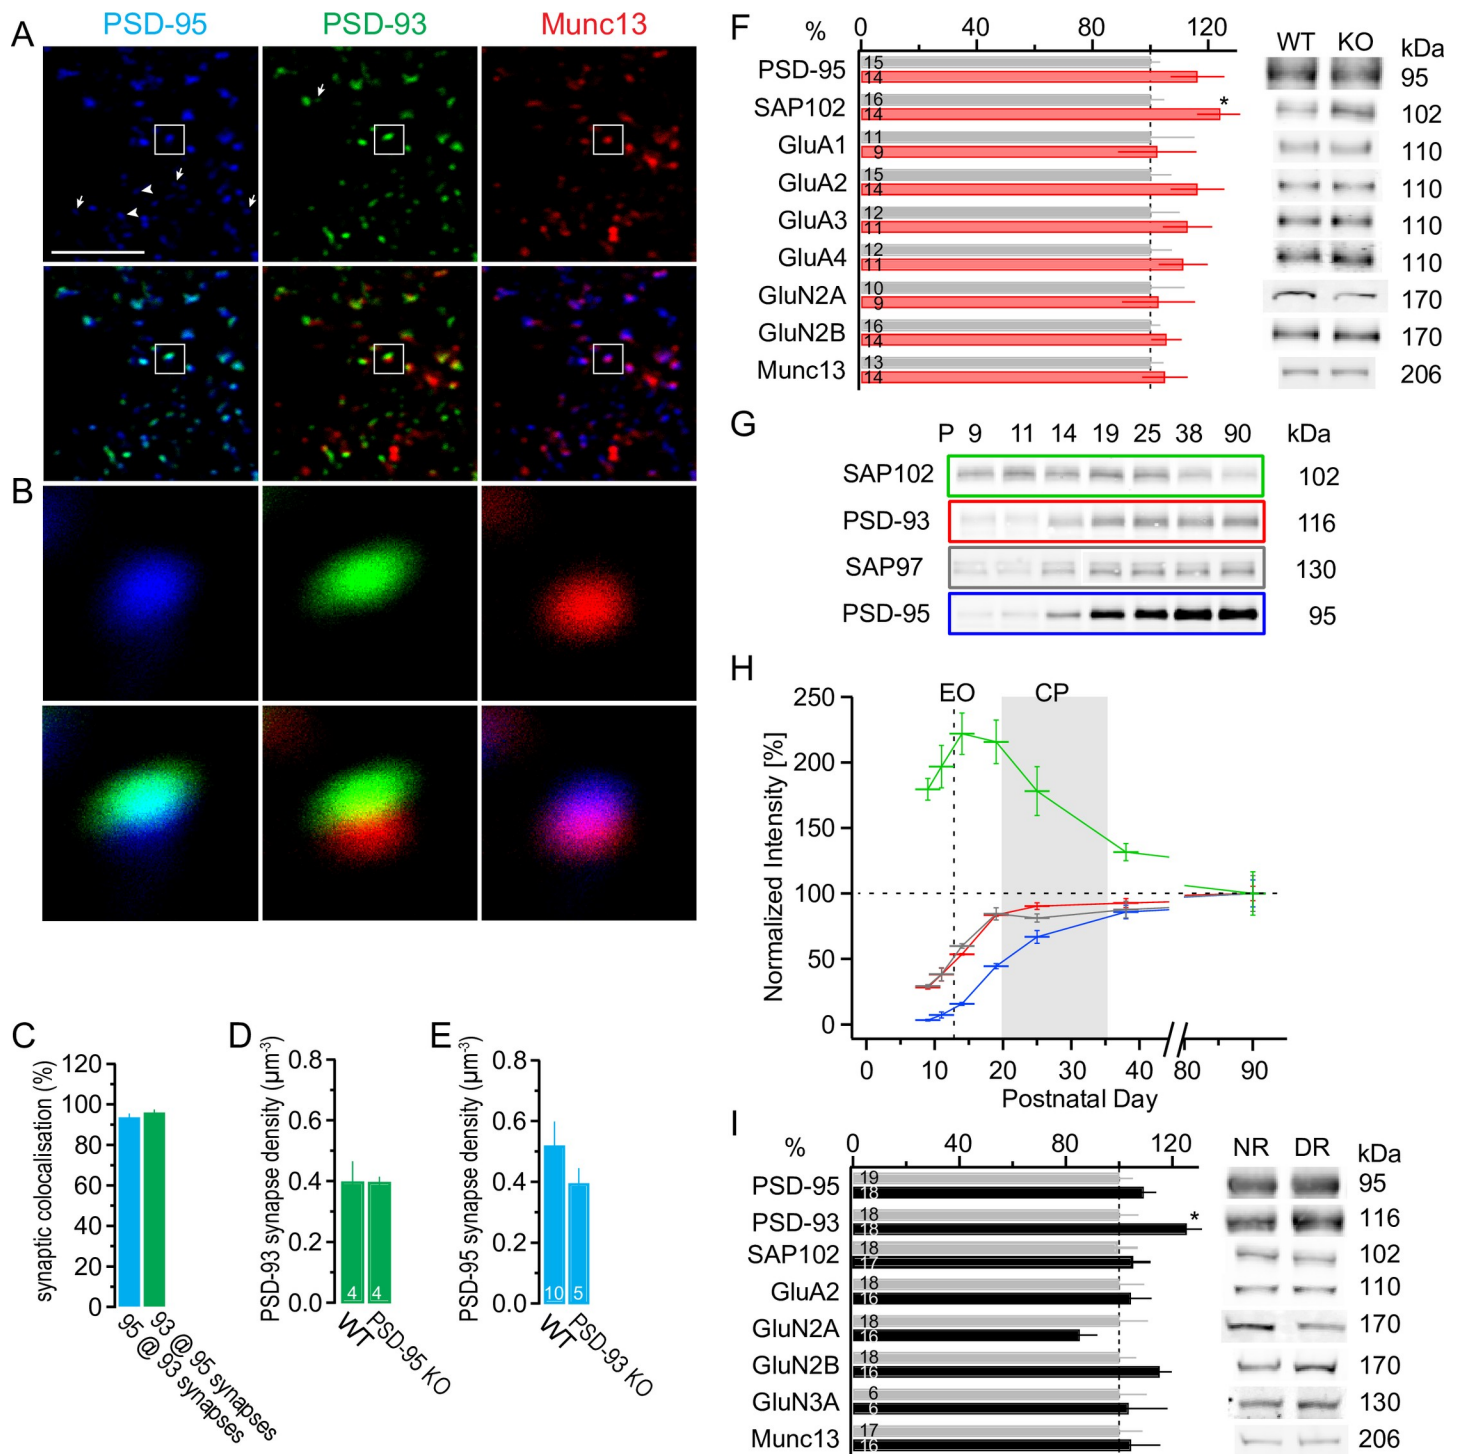 A
PSD-95 PSD-93 Munc13
B
C
synaptic colocalisation (%)
120
100
80
60
40
20
0
95 @ 93 synapses
93 @ 95 synapses
D
PSD-93 synapse density (µm-3)
0.8
0.6
0.4
0.2
0.0
4 4
WT
PSD-95 KO
E
PSD-95 synapse density (µm-3)
0.8
0.6
0.4
0.2
0.0
10 5
WT
PSD-93 KO
F
% 0 40 80 120
WT KO kDa
PSD-95 15 14 95
SAP102 16 14 * 102
GluA1 11 9 110
GluA2 15 14 110
GluA3 12 11 110
GluA4 12 11 110
GluN2A 10 9 170
GluN2B 16 14 170
Munc13 13 14 206
G
P 9 11 14 19 25 38 90 kDa
SAP102 102
PSD-93 116
SAP97 130
PSD-95 95
H
EO CP
Normalized Intensity [%]
250
200
150
100
50
0
0 10 20 30 40 80 90
Postnatal Day
I
% 0 40 80 120
NR DR kDa
PSD-95 19 18 95
PSD-93 18 18 * 116
SAP102 18 17 102
GluA2 18 16 110
GluN2A 18 16 170
GluN2B 18 16 170
GluN3A 6 6 130
Munc13 17 16 206